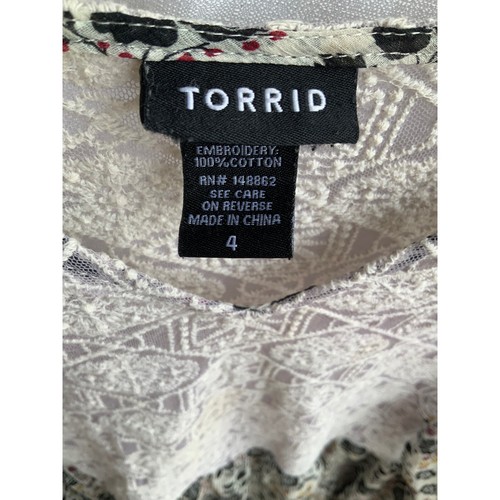 TORRID
EMBROIDERY:
100%COTTON
RN# 148862
SEE CARE
ON REVERSE
MADE IN CHINA
4